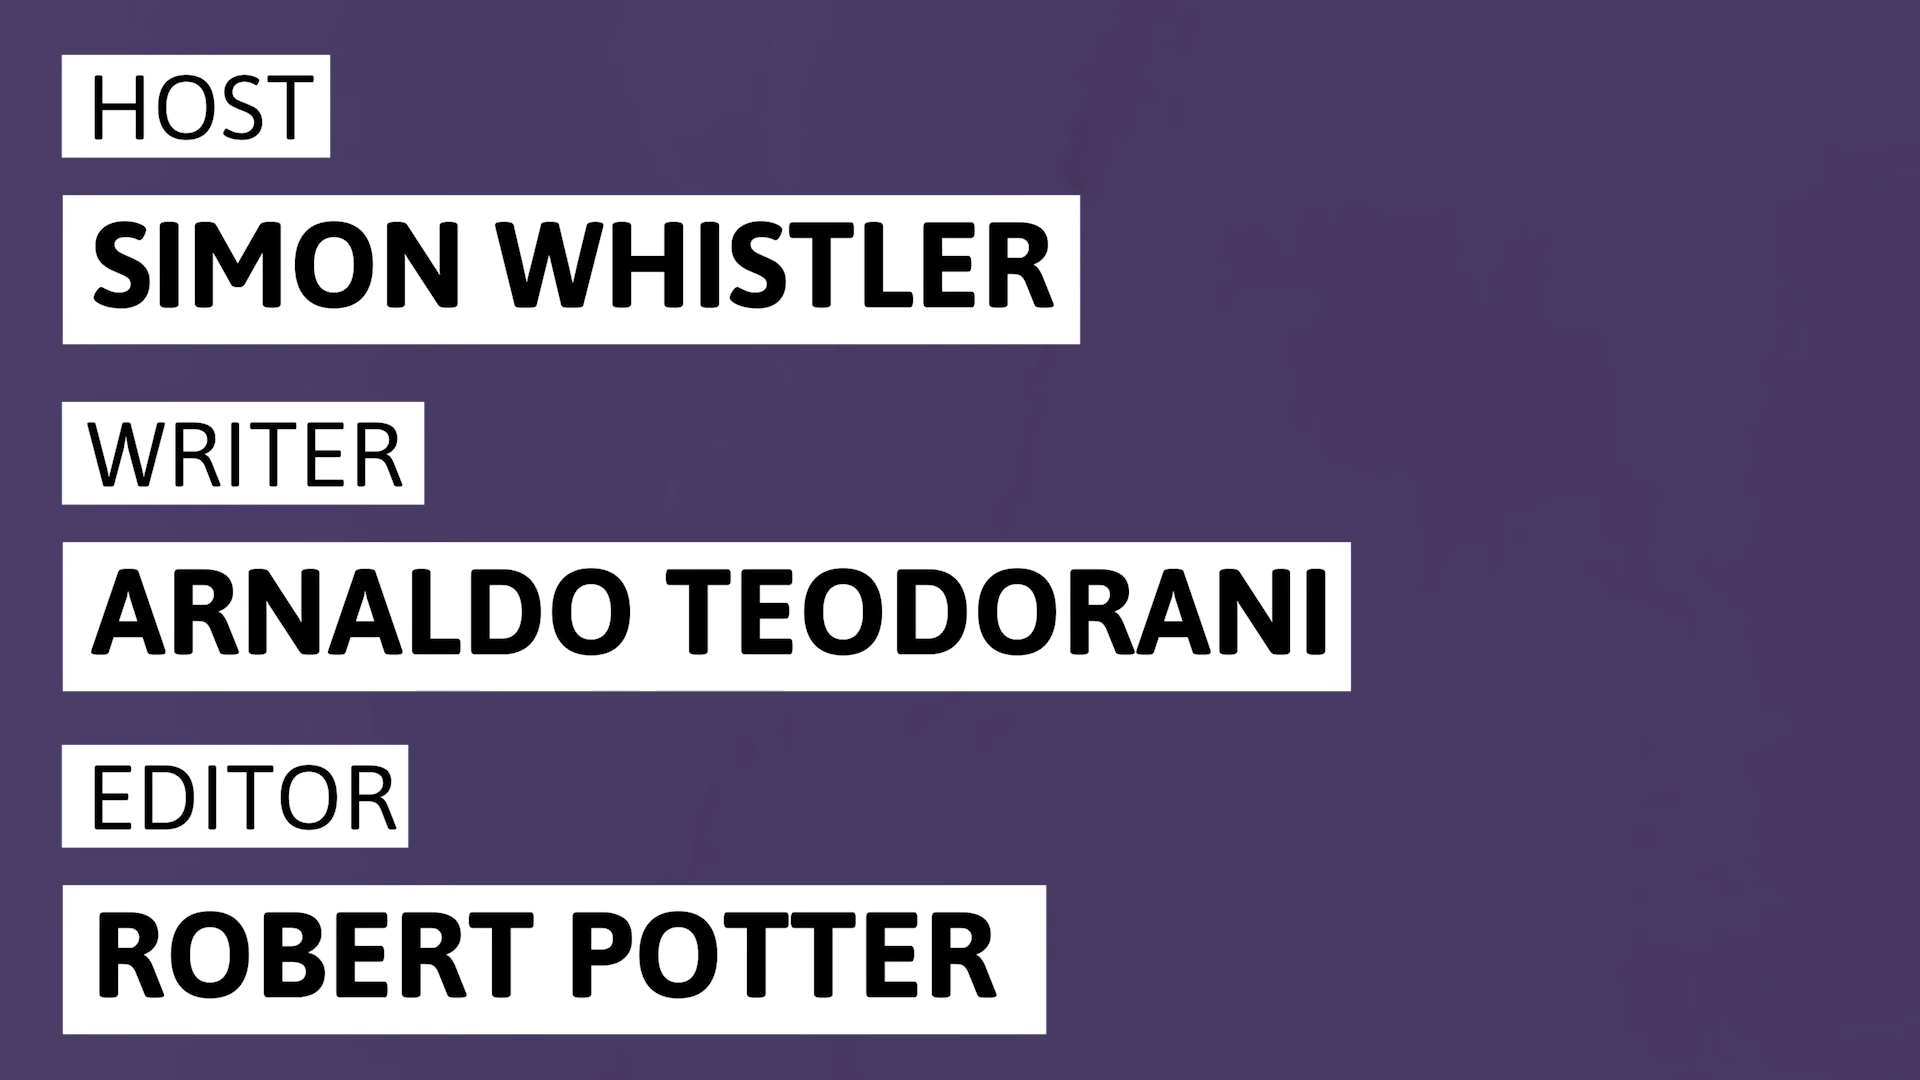 HOST
SIMON WHISTLER
WRITER
ARNALDO TEODORANI
EDITOR
ROBERT POTTER